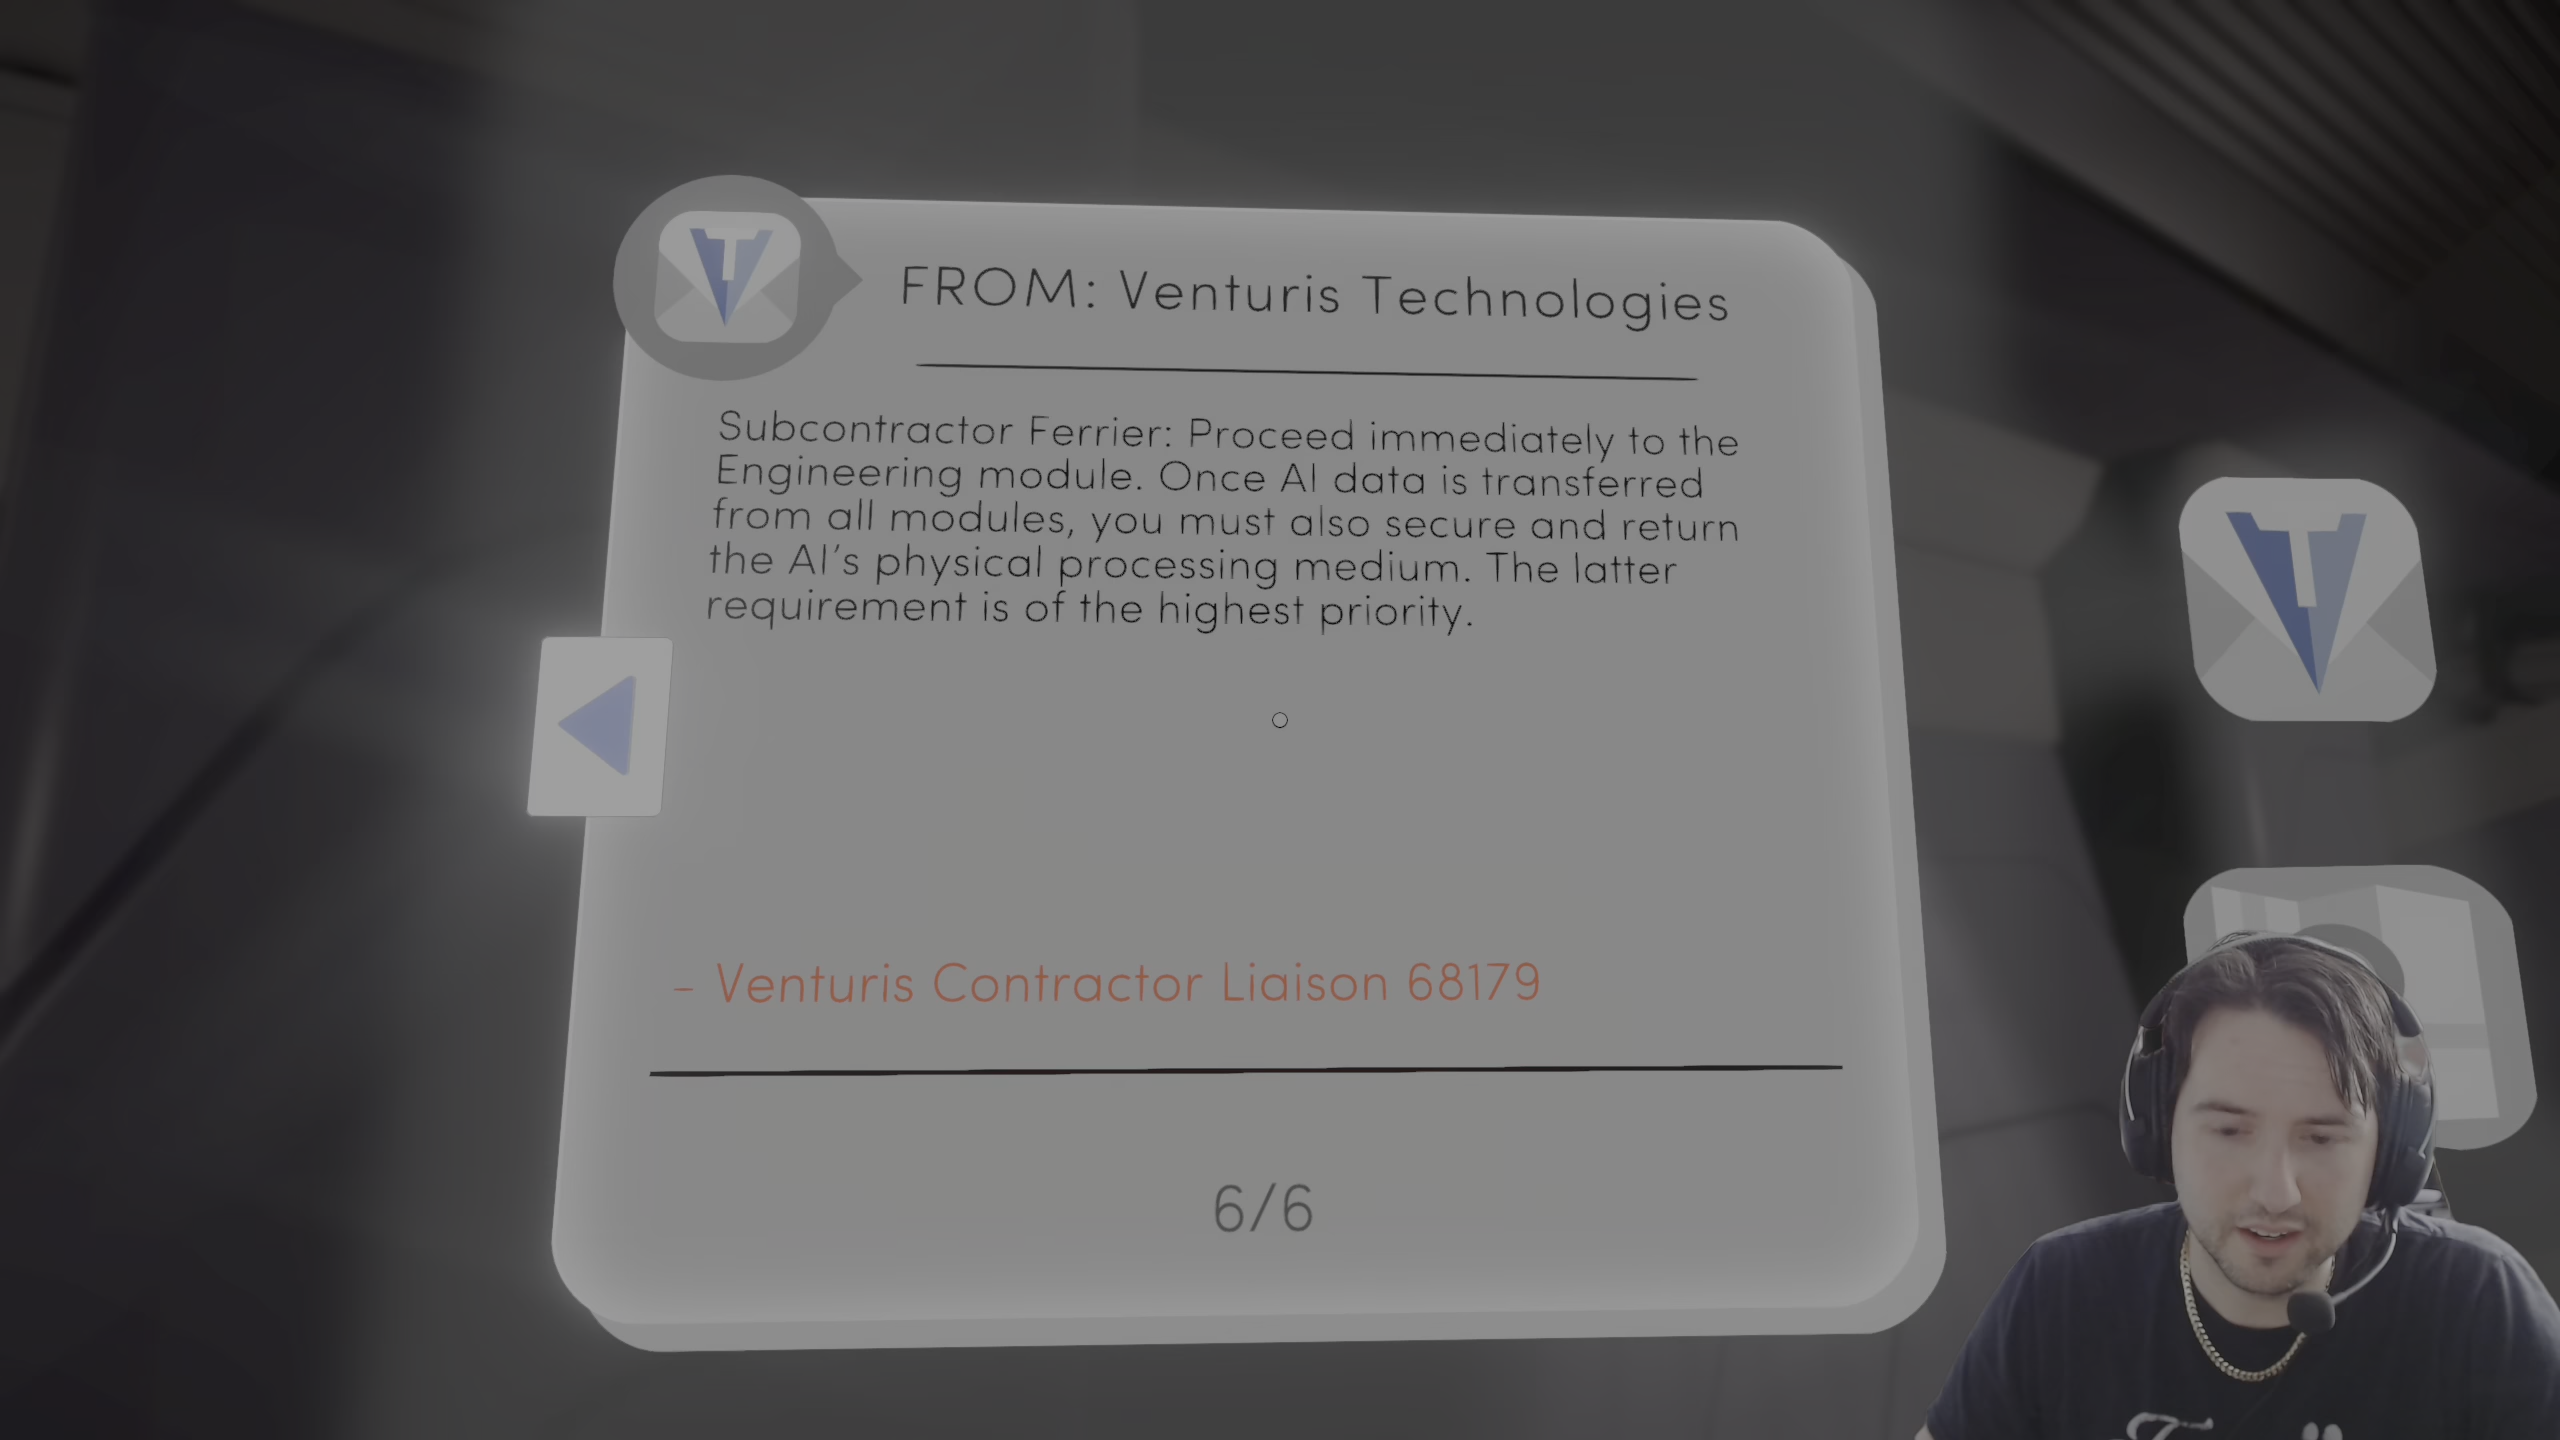 FROM: Venturis Technologies
Subcontractor Ferrier: Proceed immediately to the
Engineering module. Once AI data is transferred
from all modules, you must also secure and return
the AI's physical processing medium. The latter
requirement is of the highest priority.
- Venturis Contractor Liaison 68179
6/6